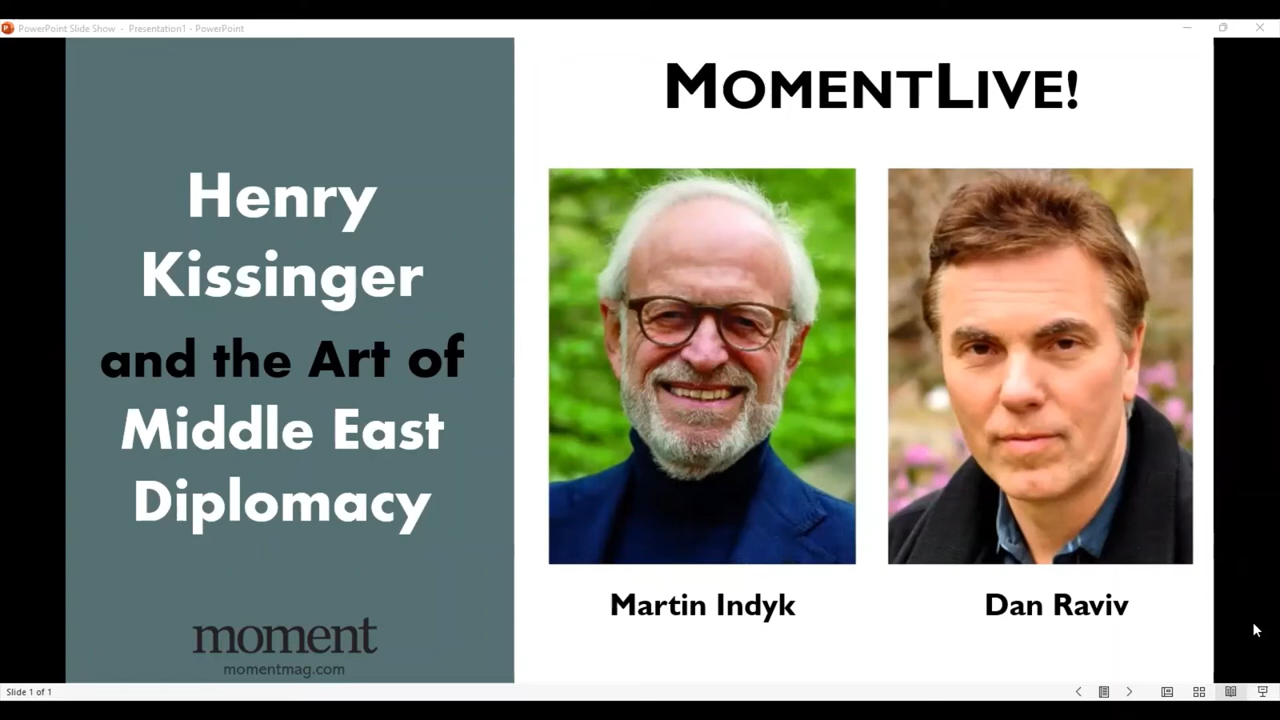 PowerPoint Slide Show - Presentation1 - PowerPoint
Henry
Kissinger
and the Art of
Middle East
Diplomacy
moment
momentmag.com
MOMENTLIVE!
Martin Indyk
Dan Raviv
Slide 1 of 1